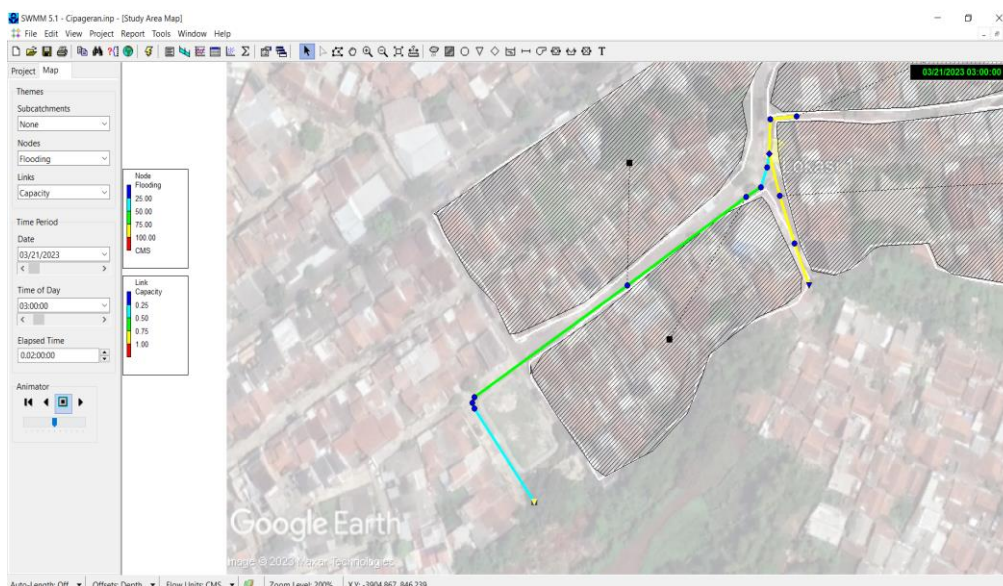 SWMM 5.1 - Cipageran.inp - [Study Area Map]
File Edit View Project Report Tools Window Help
Project Map
03/21/2023 03:00:00
Themes
Subcatchments
None
Nodes
Flooding
Links
Capacity
Time Period
Date
03/21/2023
Time of Day
03:00:00
Elapsed Time
0.02:00:00
Animator
Node
Flooding
25.00
50.00
75.00
100.00
CMS
Link
Capacity
0.25
0.50
0.75
1.00
Google Earth
Image © 2023 Maxar Technologies
Auto-Length: Off Offsets: Depth Flow Units: CMS Zoom Level: 200% X,Y: -3904.867, 846.239